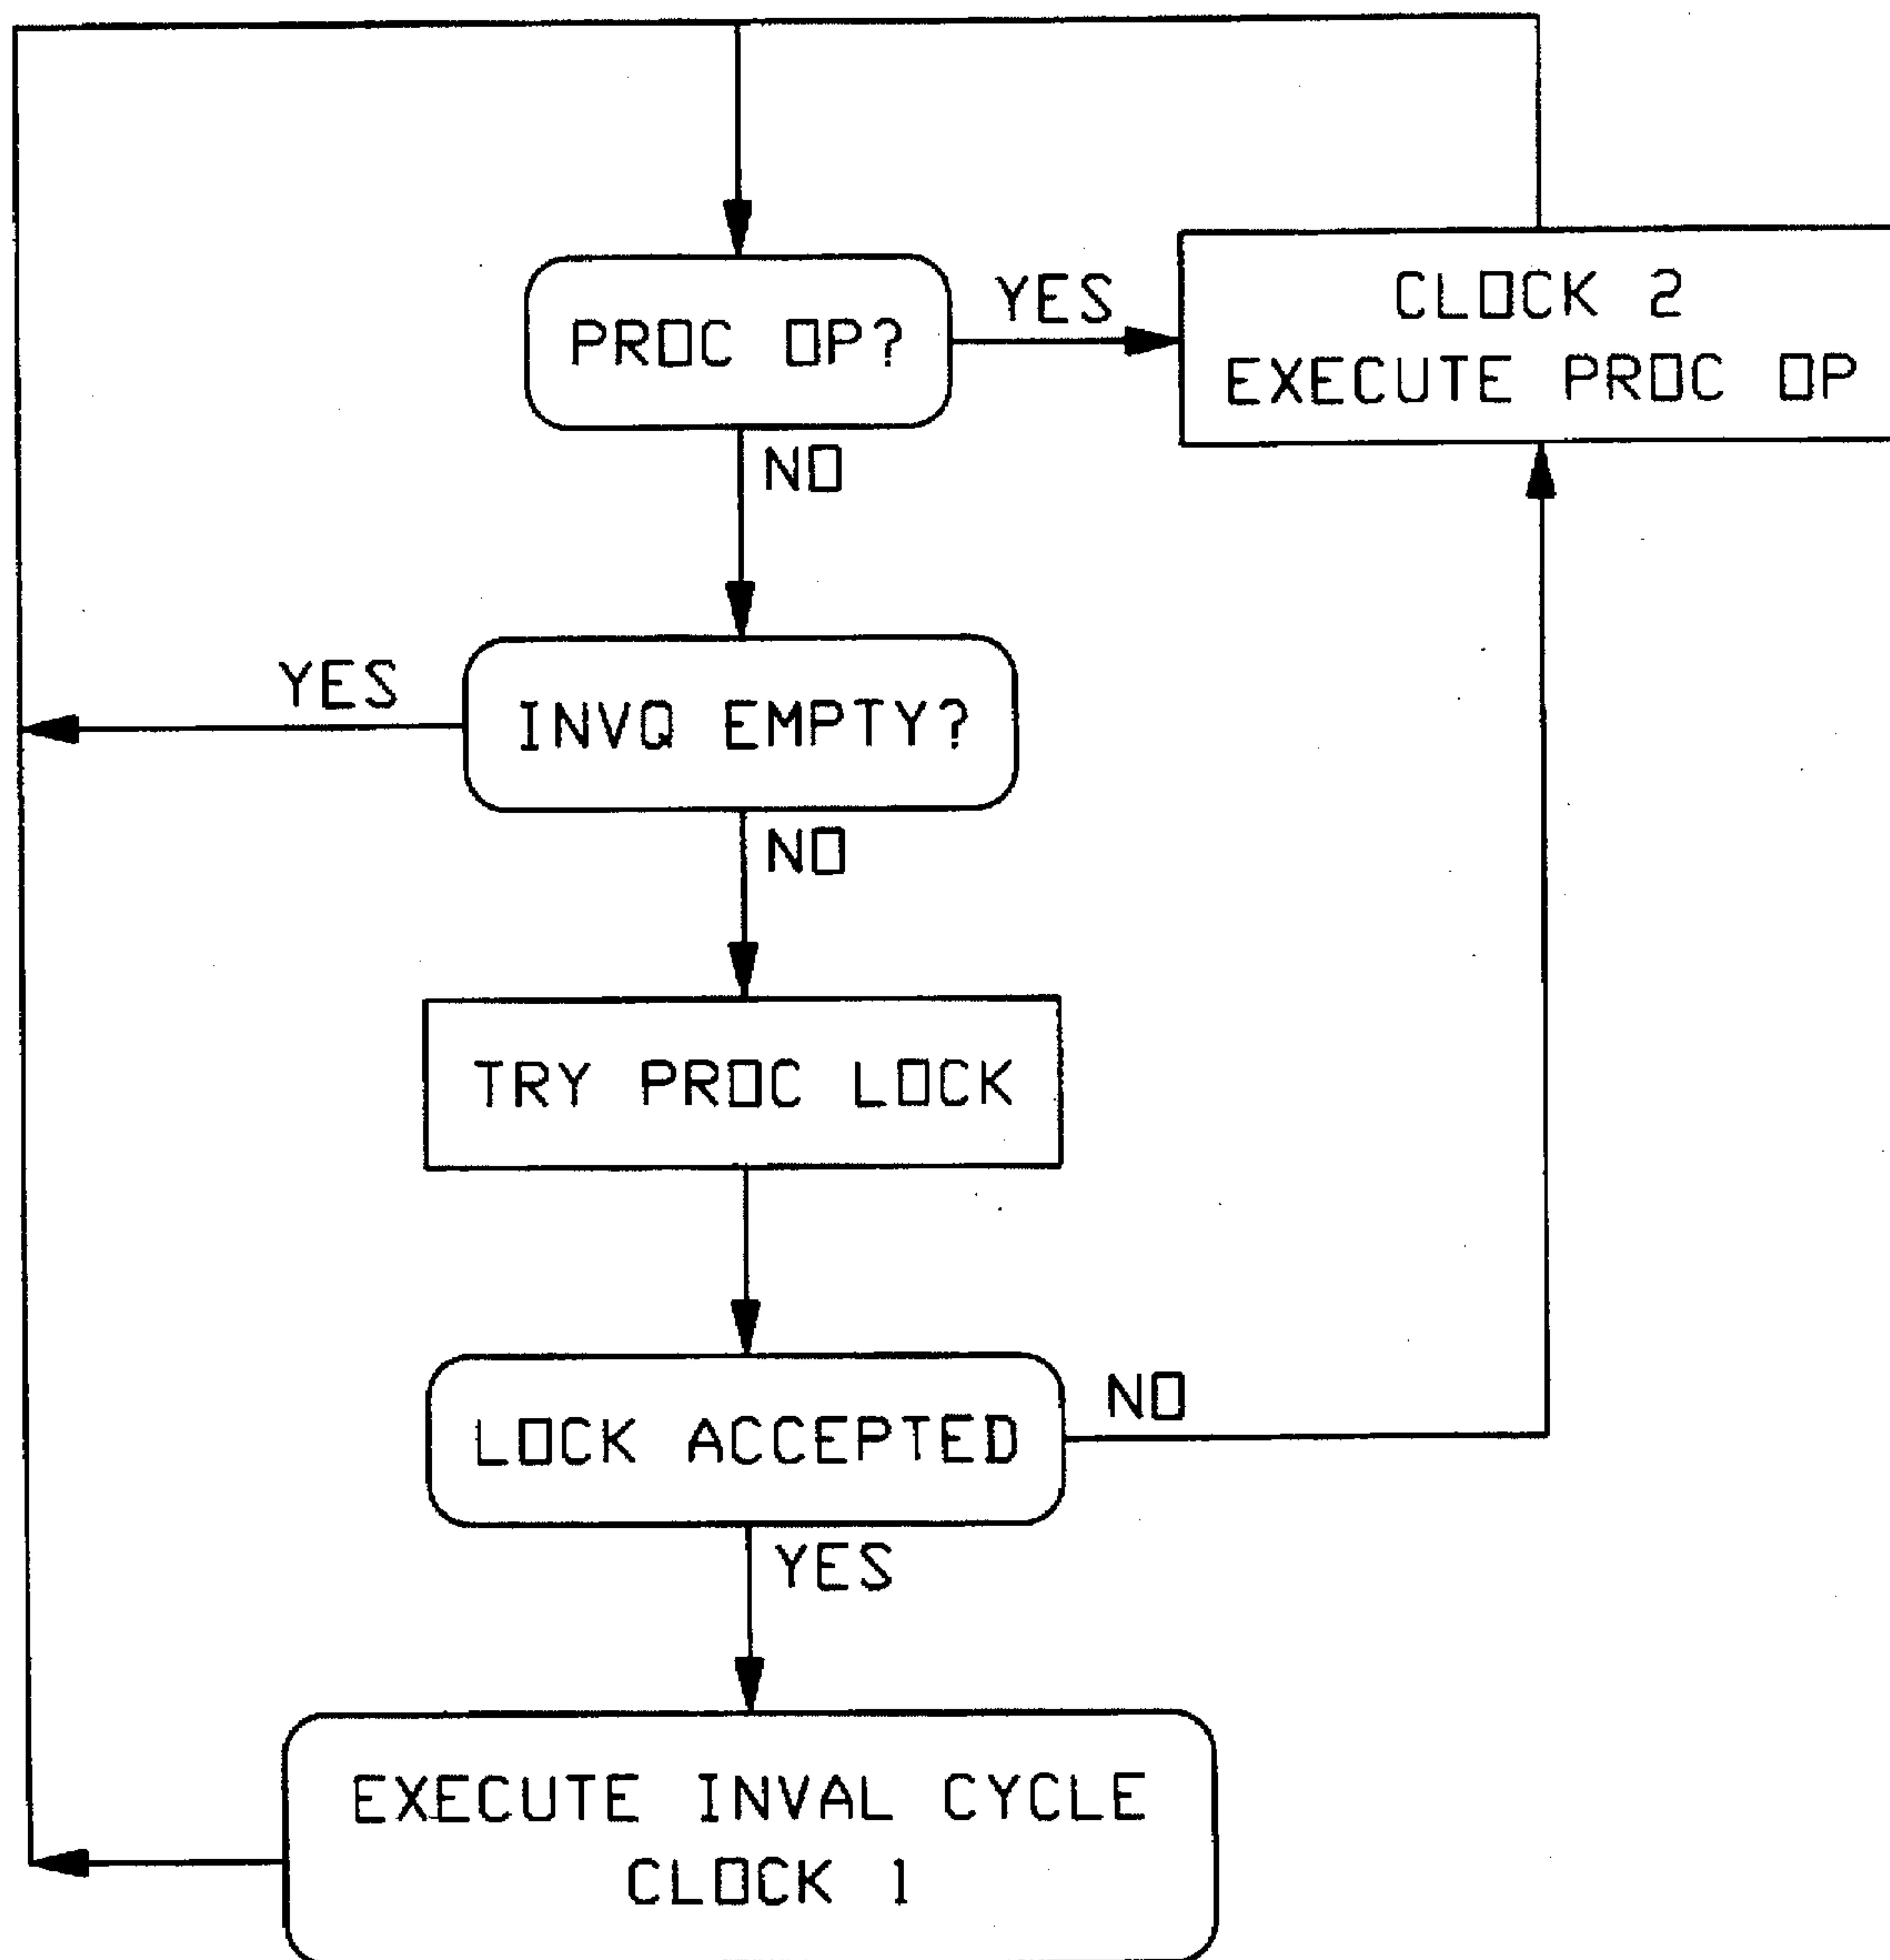 PROC OP?
YES
CLOCK 2
EXECUTE PROC OP
NO
YES
INVQ EMPTY?
NO
TRY PROC LOCK
LOCK ACCEPTED
NO
YES
EXECUTE INVAL CYCLE
CLOCK 1